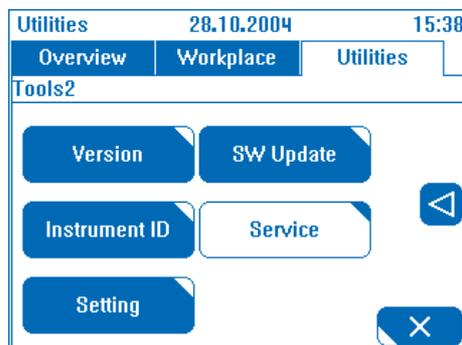 Utilities 28.10.2004 15:38
Overview Workplace Utilities
Tools2
Version SW Update
Instrument ID Service
Setting